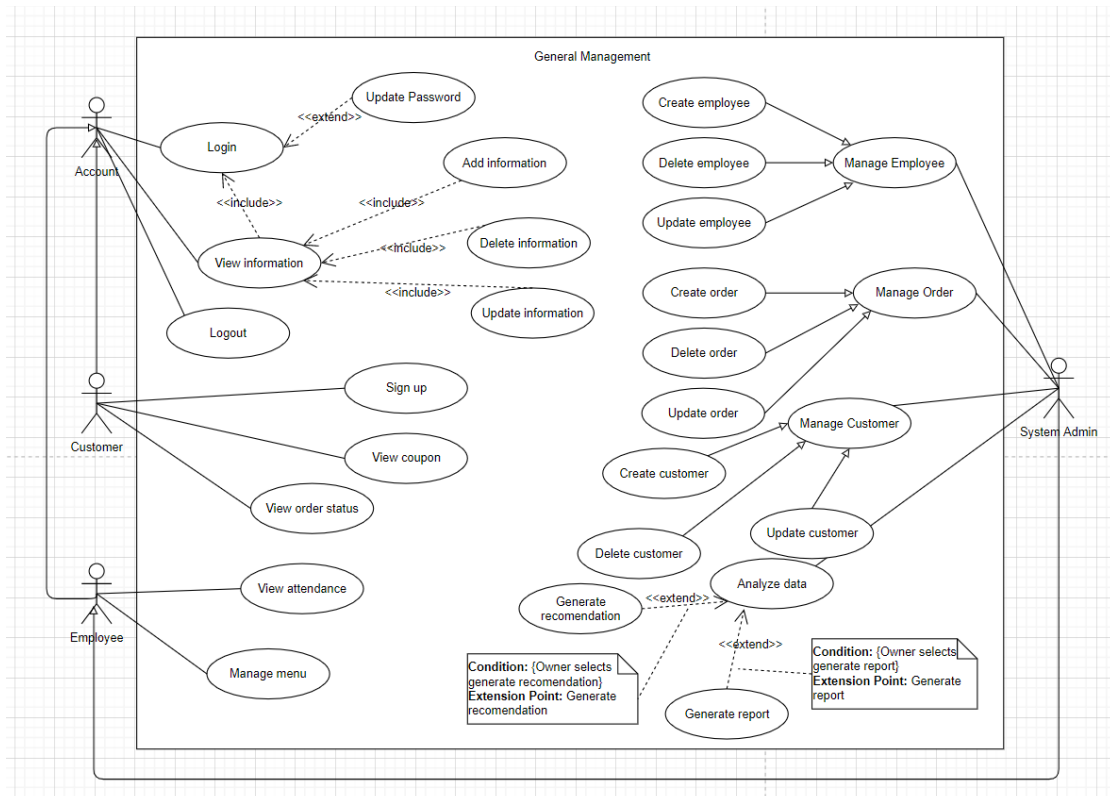 General Management
Update Password
<<extend>>
Login
Account
Add information
<<include>>
<<include>>
Delete information
<<include>>
View information
<<include>>
Update information
Logout
Create employee
Delete employee
Manage Employee
Update employee
Create order
Manage Order
Delete order
Update order
Sign up
Customer
View coupon
View order status
Manage Customer
System Admin
Create customer
Update customer
Delete customer
Analyze data
View attendance
Employee
Manage menu
Generate
recomendation
<<extend>>
<<extend>>
Condition: {Owner selects
generate recomendation}
Extension Point: Generate
recomendation
Condition: {Owner selects
generate report}
Extension Point: Generate
report
Generate report